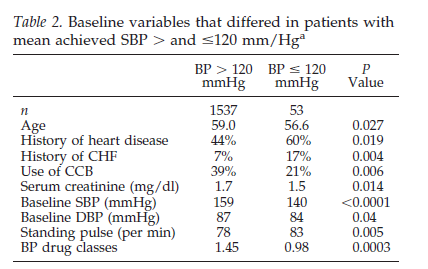 Table 2. Baseline variables that differed in patients with
mean achieved SBP > and ≤120 mm/Hgª
BP > 120 BP ≤ 120 P
mmHg mmHg Value
n 1537 53
Age 59.0 56.6 0.027
History of heart disease 44% 60% 0.019
History of CHF 7% 17% 0.004
Use of CCB 39% 21% 0.006
Serum creatinine (mg/dl) 1.7 1.5 0.014
Baseline SBP (mmHg) 159 140 <0.0001
Baseline DBP (mmHg) 87 84 0.04
Standing pulse (per min) 78 83 0.005
BP drug classes 1.45 0.98 0.0003